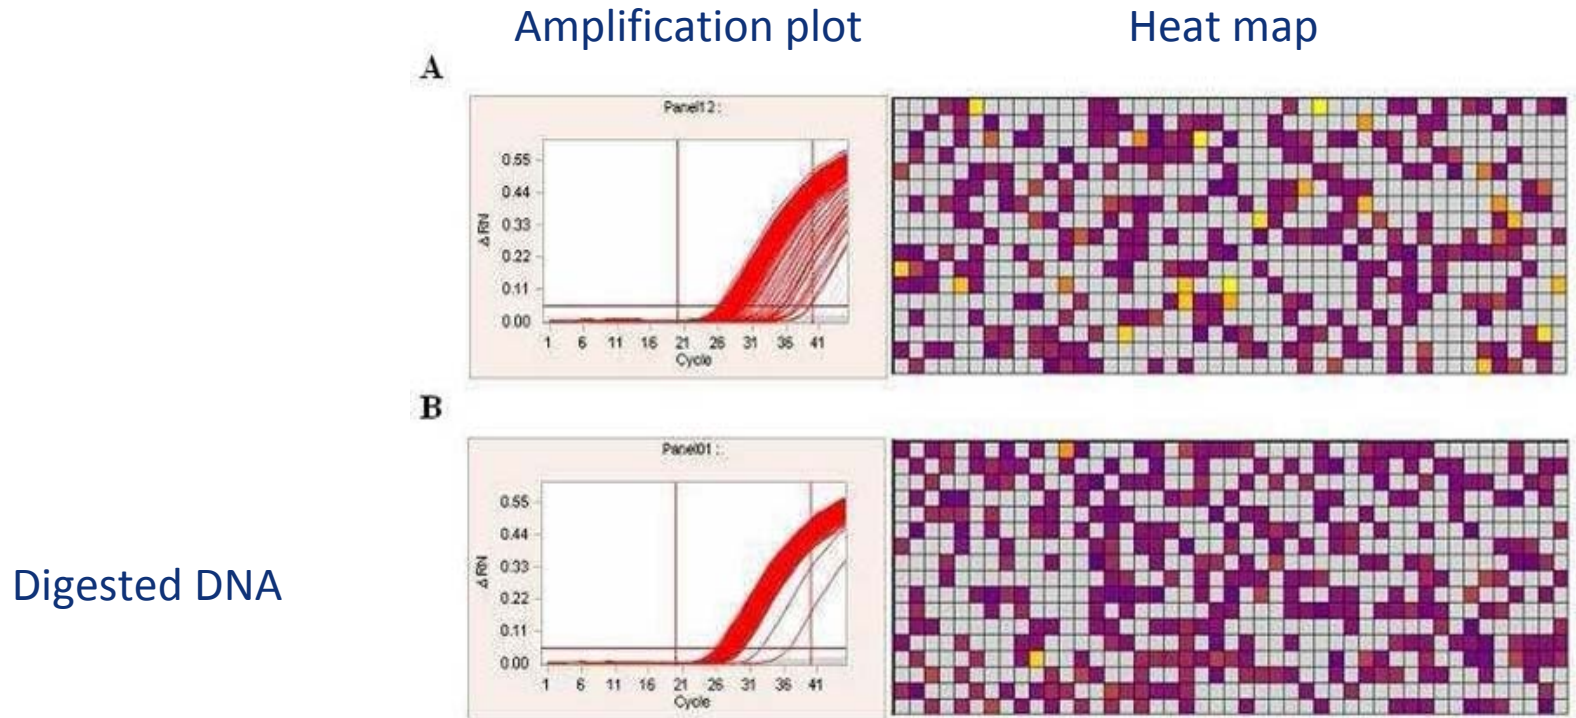 Amplification plot
Heat map
A
Panel12 :
0.55
0.44
0.33
0.22
0.11
0.00
Δ RN
1 6 11 16 21 26 31 36 41
Cycle
B
Panel01 :
0.55
0.44
0.33
0.22
0.11
0.00
Δ RN
1 6 11 16 21 26 31 36 41
Cycle
Digested DNA